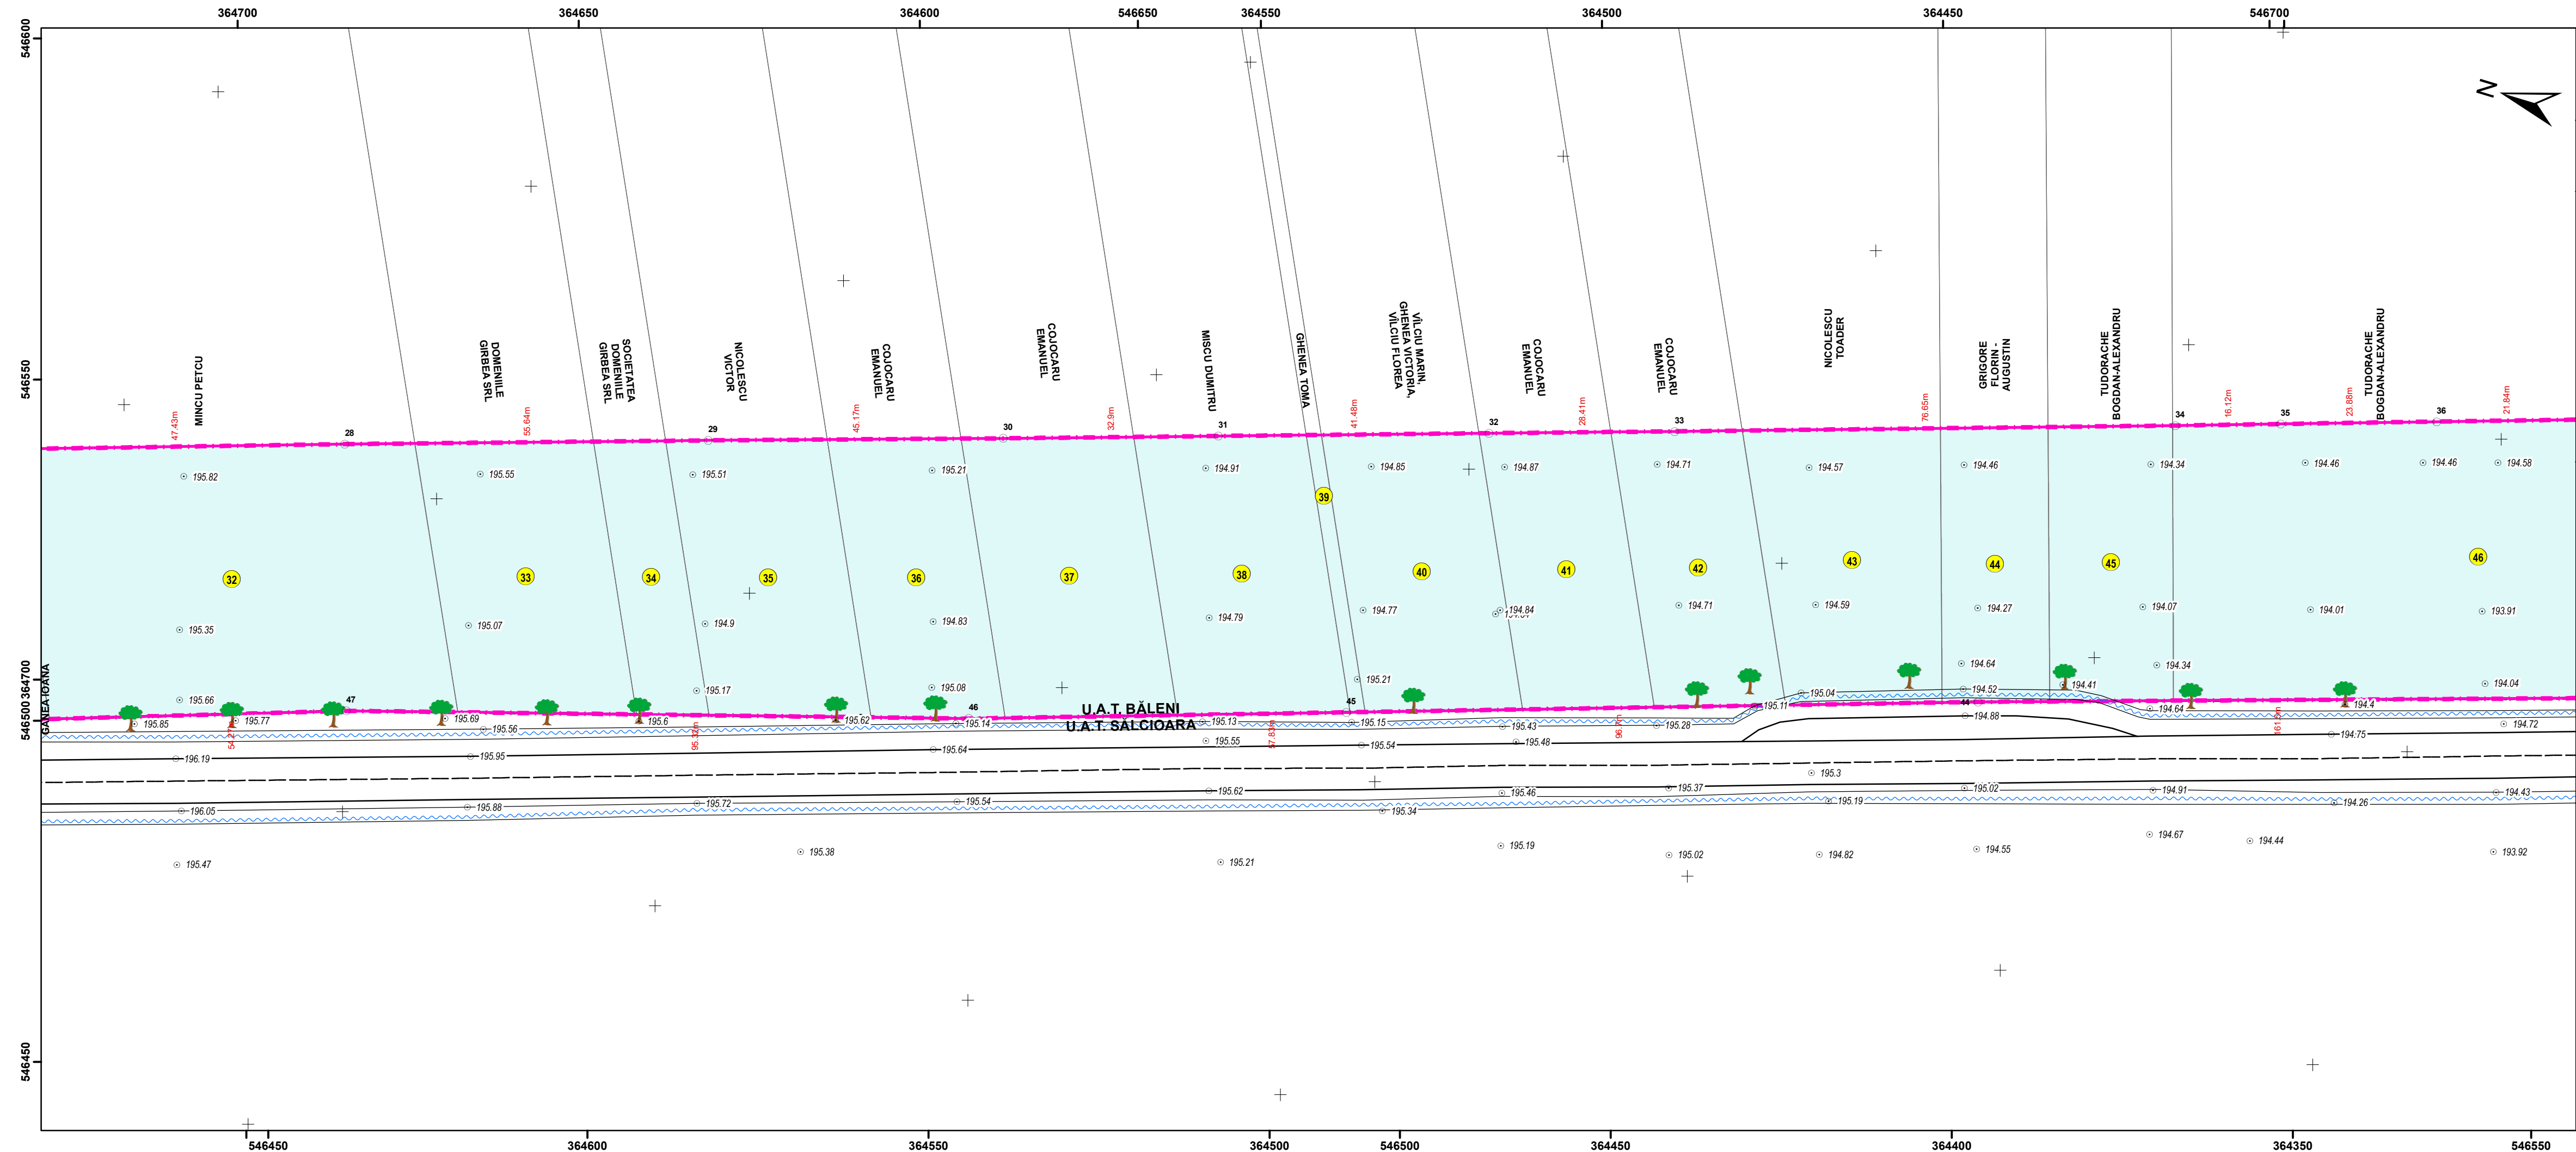 364700
364650
364600
546650
364550
364500
364450
546700
546600
N
546550
364700
546500
546450
MINCU PETCU
DOMENIILE
GIRBEA SRL
SOCIETATEA
DOMENIILE
GIRBEA SRL
NICOLESCU
VICTOR
COJOCARU
EMANUEL
COJOCARU
EMANUEL
MISCU DUMITRU
GHENEA TOMA
VÎLCIU MARIN,
GHENEA VICTORIA,
VÎLCIU FLOREA
COJOCARU
EMANUEL
COJOCARU
EMANUEL
NICOLESCU
TOADER
GRIGORE
FLORIN -
AUGUSTIN
TUDORACHE
BOGDAN-ALEXANDRU
TUDORACHE
BOGDAN-ALEXANDRU
47.43m
55.64m
45.17m
32.9m
41.48m
28.41m
76.65m
16.12m
23.88m
21.84m
28
29
30
31
32
33
34
35
36
195.82
195.55
195.51
195.21
194.91
194.85
194.87
194.71
194.57
194.46
194.34
194.46
194.46
194.58
39
32
33
34
35
36
37
38
40
41
42
43
44
45
46
195.35
195.07
194.9
194.83
194.79
194.77
194.84
194.71
194.59
194.27
194.07
194.01
193.91
GANEA IOANA
195.66
195.17
195.08
195.21
194.64
194.34
194.04
47
46
45
44
195.85
195.77
195.69
195.56
195.6
195.62
195.14
U.A.T. BĂLENI
U.A.T. SĂLCIOARA
195.13
195.15
195.43
195.28
195.11
195.04
194.52
194.41
194.88
194.64
194.4
194.72
54.27m
95.32m
57.83m
96.7m
161.9m
196.19
195.95
195.64
195.55
195.54
195.48
194.75
195.3
196.05
195.88
195.72
195.54
195.62
195.34
195.46
195.37
195.19
195.02
194.91
194.26
194.43
195.47
195.38
195.21
195.19
195.02
194.82
194.55
194.67
194.44
193.92
546450
364600
364550
364500
546500
364450
364400
364350
546550